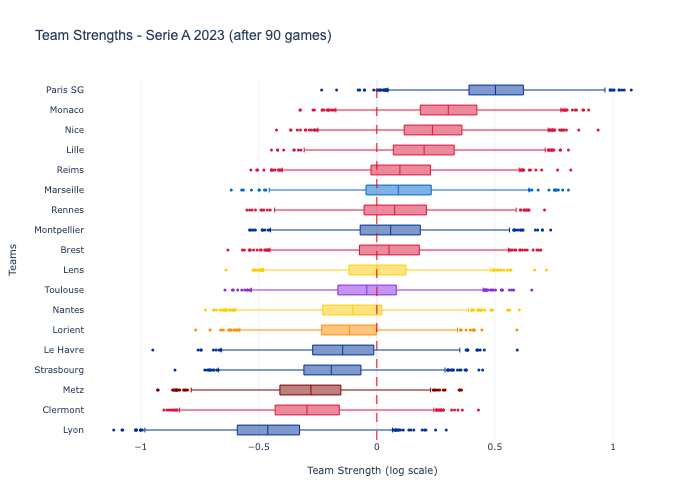 Team Strengths - Serie A 2023 (after 90 games)
Paris SG
Monaco
Nice
Lille
Reims
Marseille
Rennes
Montpellier
Brest
Lens
Toulouse
Nantes
Lorient
Le Havre
Strasbourg
Metz
Clermont
Lyon
Teams
−1
−0.5
0
0.5
1
Team Strength (log scale)